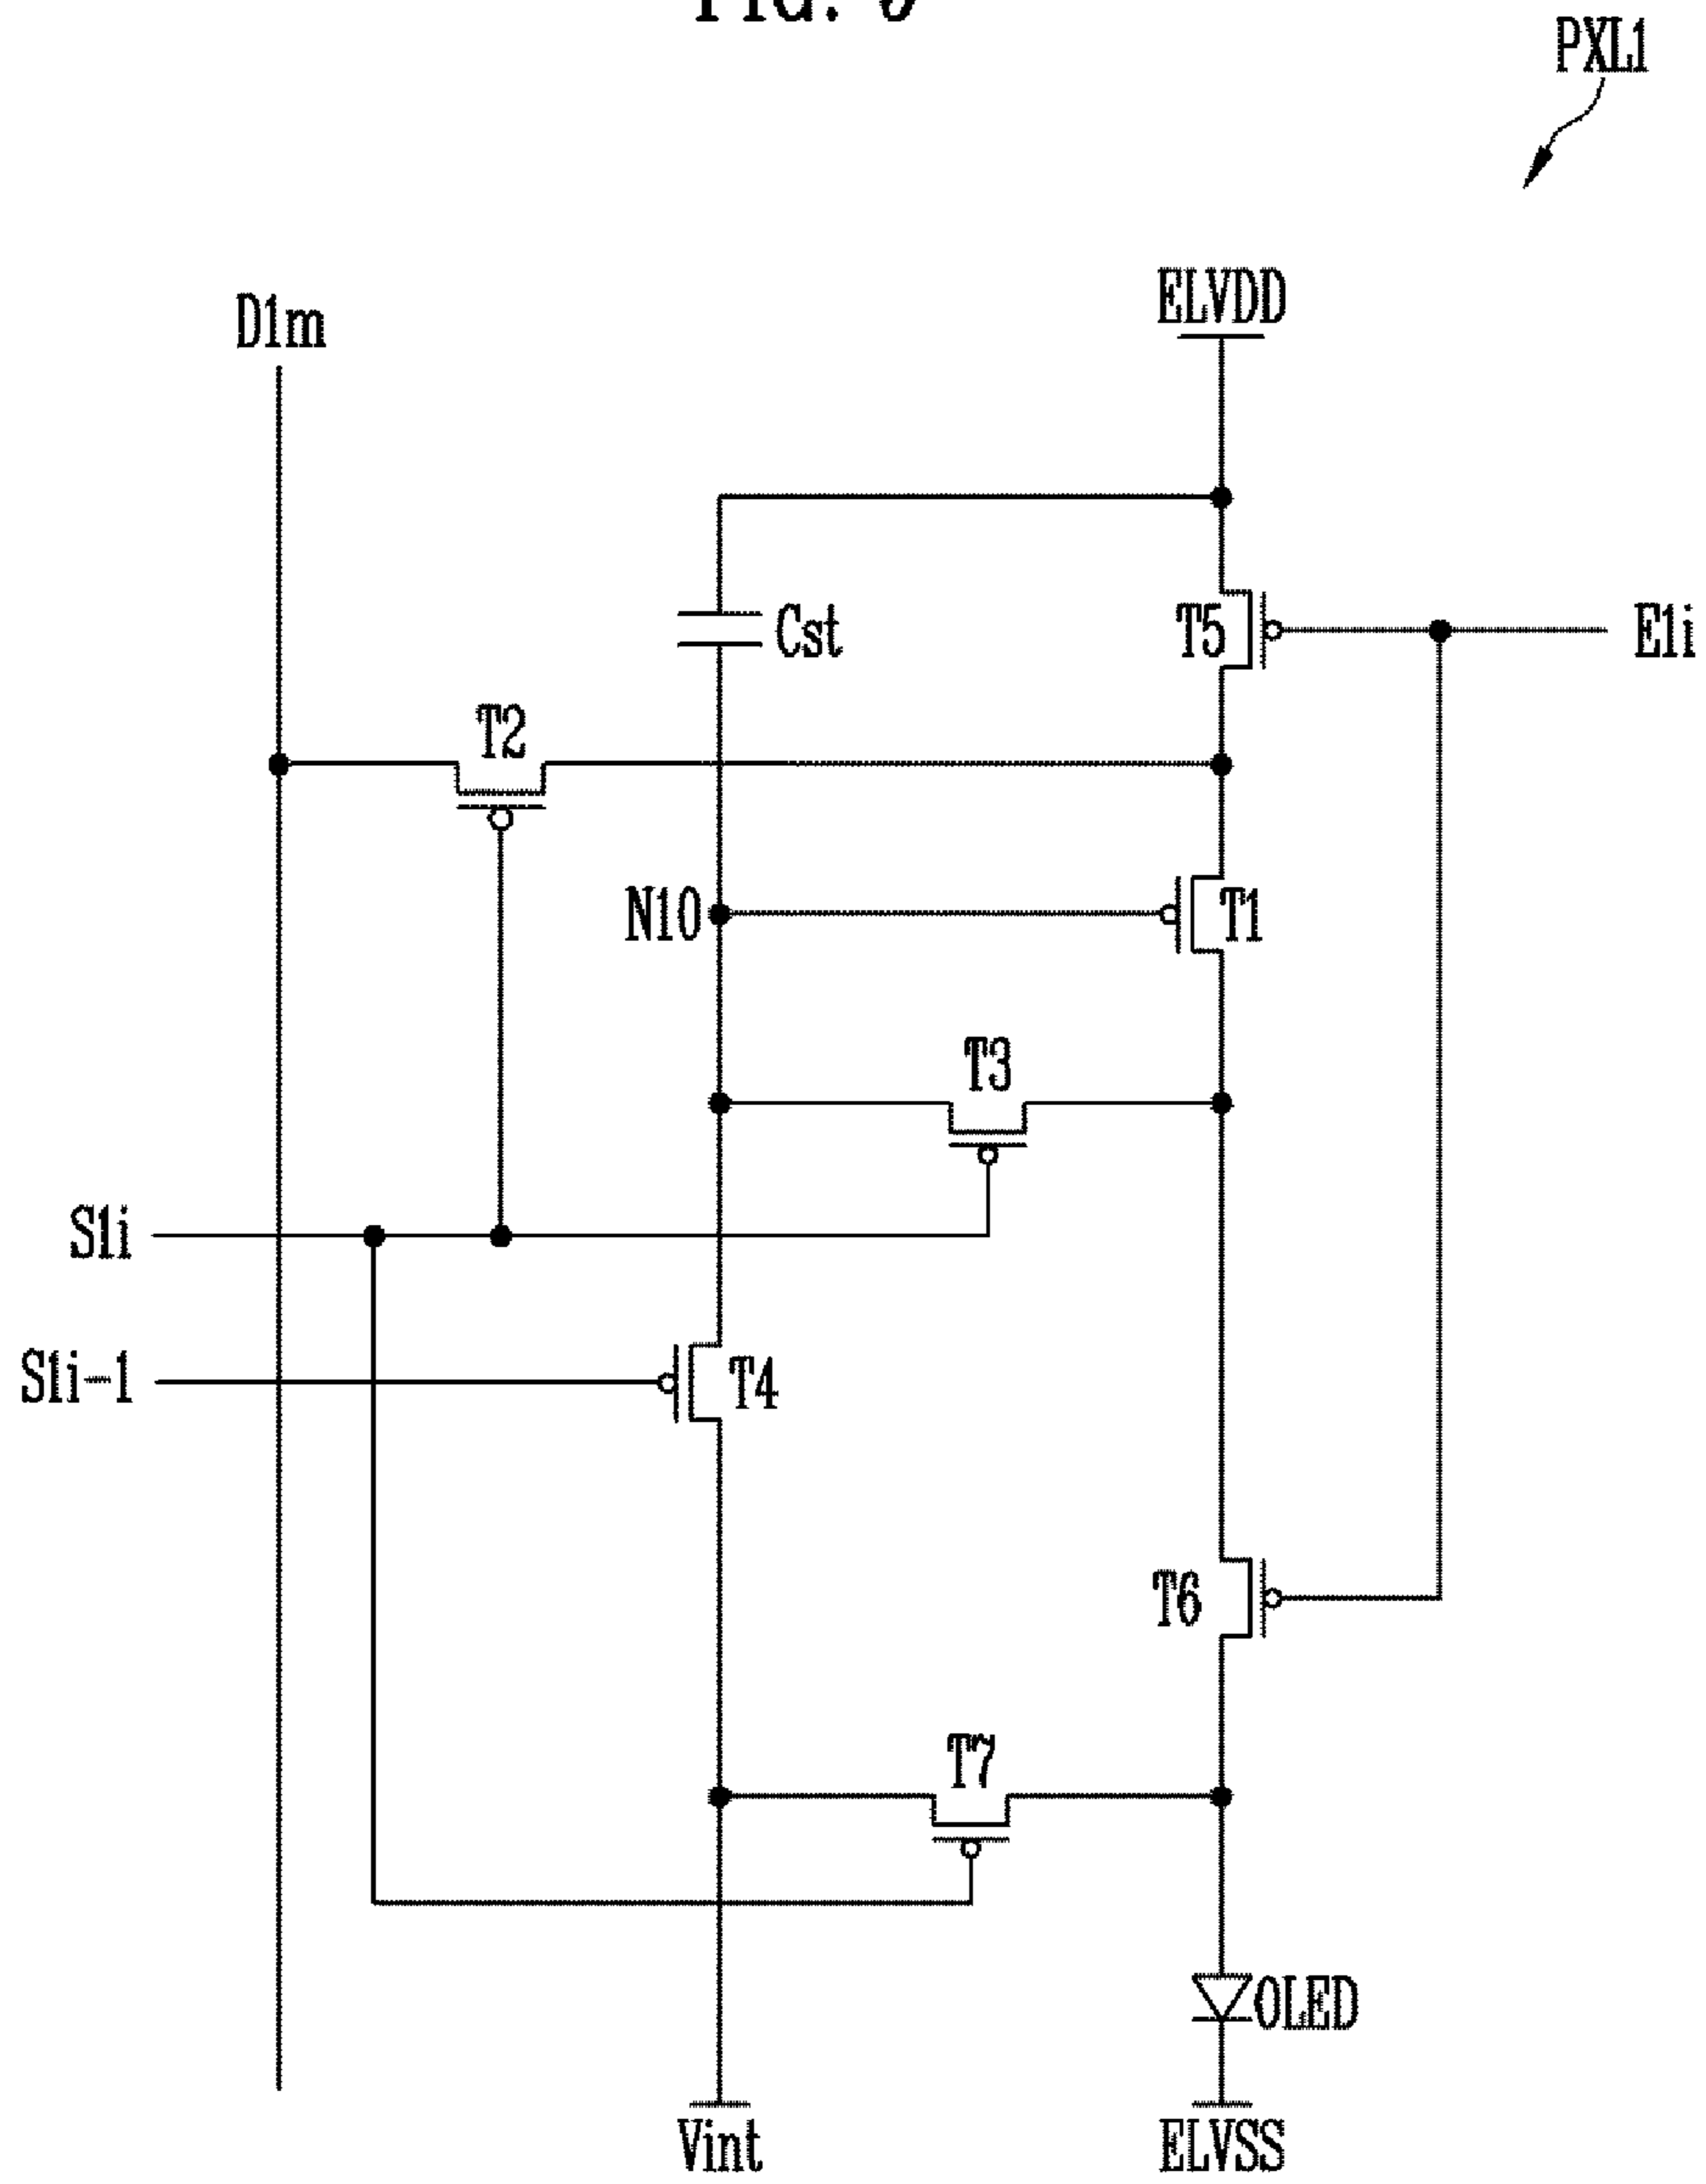 PXL1
ELVDD
D1m
Cst
T5
E1i
T2
N10
T1
T3
S1i
S1i-1
T4
T6
T7
OLED
Vint
ELVSS